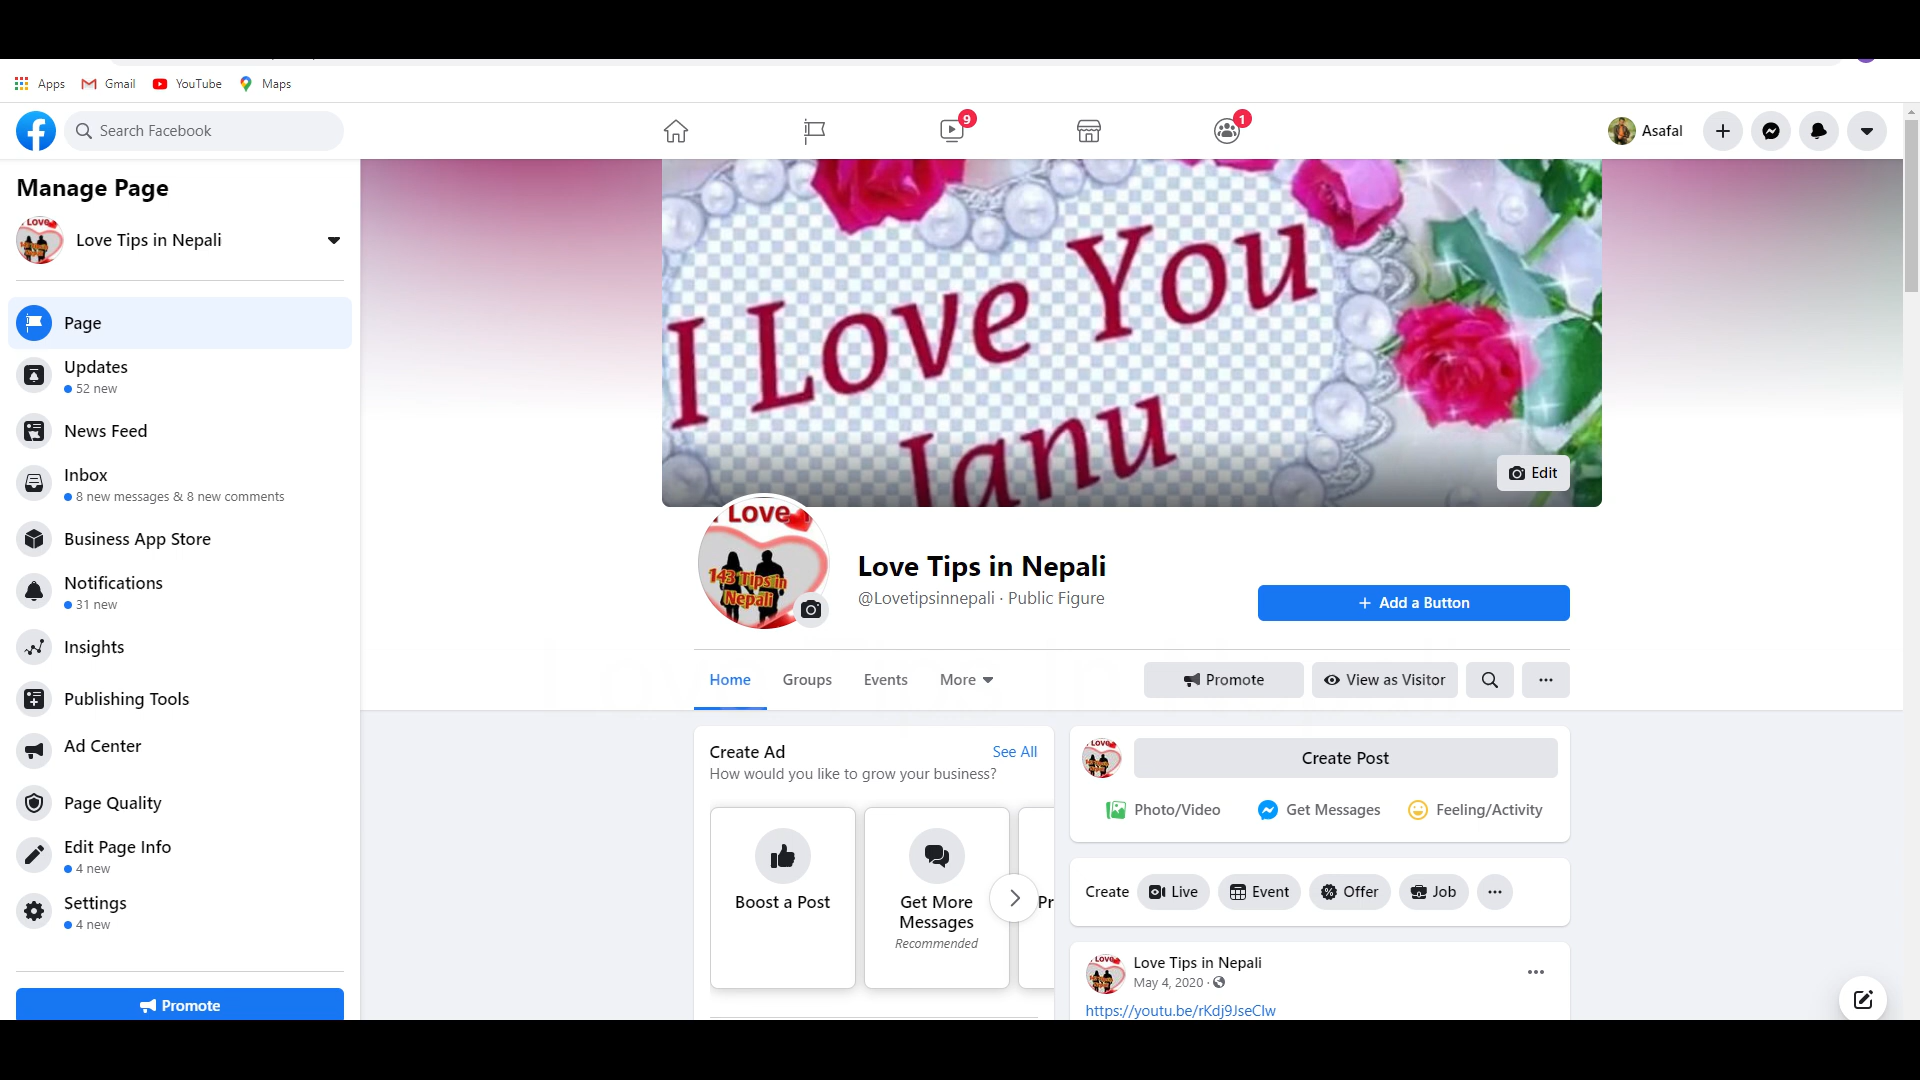 Apps
Gmail
YouTube
Maps
Search Facebook
9
1
Asafal
Manage Page
Love Tips in Nepali
Page
Updates
52 new
News Feed
Inbox
8 new messages & 8 new comments
Business App Store
Notifications
31 new
Insights
Publishing Tools
Ad Center
Page Quality
Edit Page Info
4 new
Settings
4 new
Promote
I Love You
Janu
Edit
Love
143 Tips in
Nepali
Love Tips in Nepali
@Lovetipsinnepali · Public Figure
+ Add a Button
Home
Groups
Events
More
Promote
View as Visitor
Create Ad
See All
How would you like to grow your business?
Boost a Post
Get More
Messages
Recommended
Pr
Create Post
Photo/Video
Get Messages
Feeling/Activity
Create
Live
Event
Offer
Job
Love Tips in Nepali
May 4, 2020 ·
https://youtu.be/rKdj9JseClw